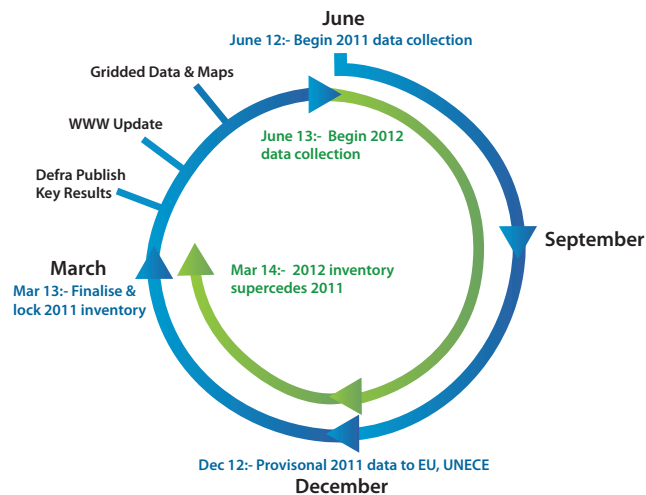 June
June 12:- Begin 2011 data collection
Gridded Data & Maps
WWW Update
Defra Publish
Key Results
June 13:- Begin 2012
data collection
September
March
Mar 13:- Finalise &
lock 2011 inventory
Mar 14:- 2012 inventory
supercedes 2011
Dec 12:- Provisonal 2011 data to EU, UNECE
December